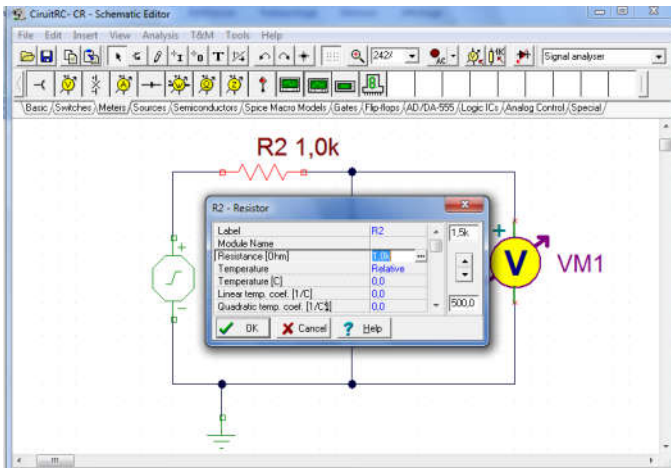 CiruitRC- CR - Schematic Editor
File Edit Insert View Analysis T&M Tools Help
T 242% AC Signal analyser
Basic Switches Meters Sources Semiconductors Spice Macro Models Gates Flip-flops AD/DA-555 Logic ICs Analog Control Special
R2 1,0k
R2 - Resistor
Label R2 1,5k
Module Name
Resistance [Ohm] 1,0k ...
Temperature Relative
Temperature [C] 0,0
Linear temp. coef. [1/C] 0,0
Quadratic temp. coef. [1/C²] 0,0 500,0
OK Cancel ? Help
+
-
+ V VM1